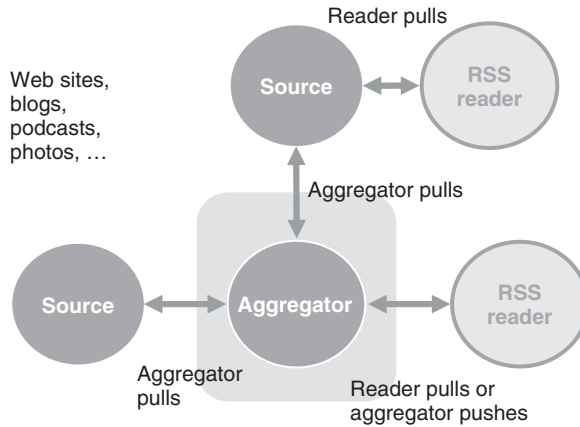 Reader pulls
Web sites,
blogs,
podcasts,
photos, …
Source
RSS
reader
Aggregator pulls
Source
Aggregator
RSS
reader
Aggregator
pulls
Reader pulls or
aggregator pushes